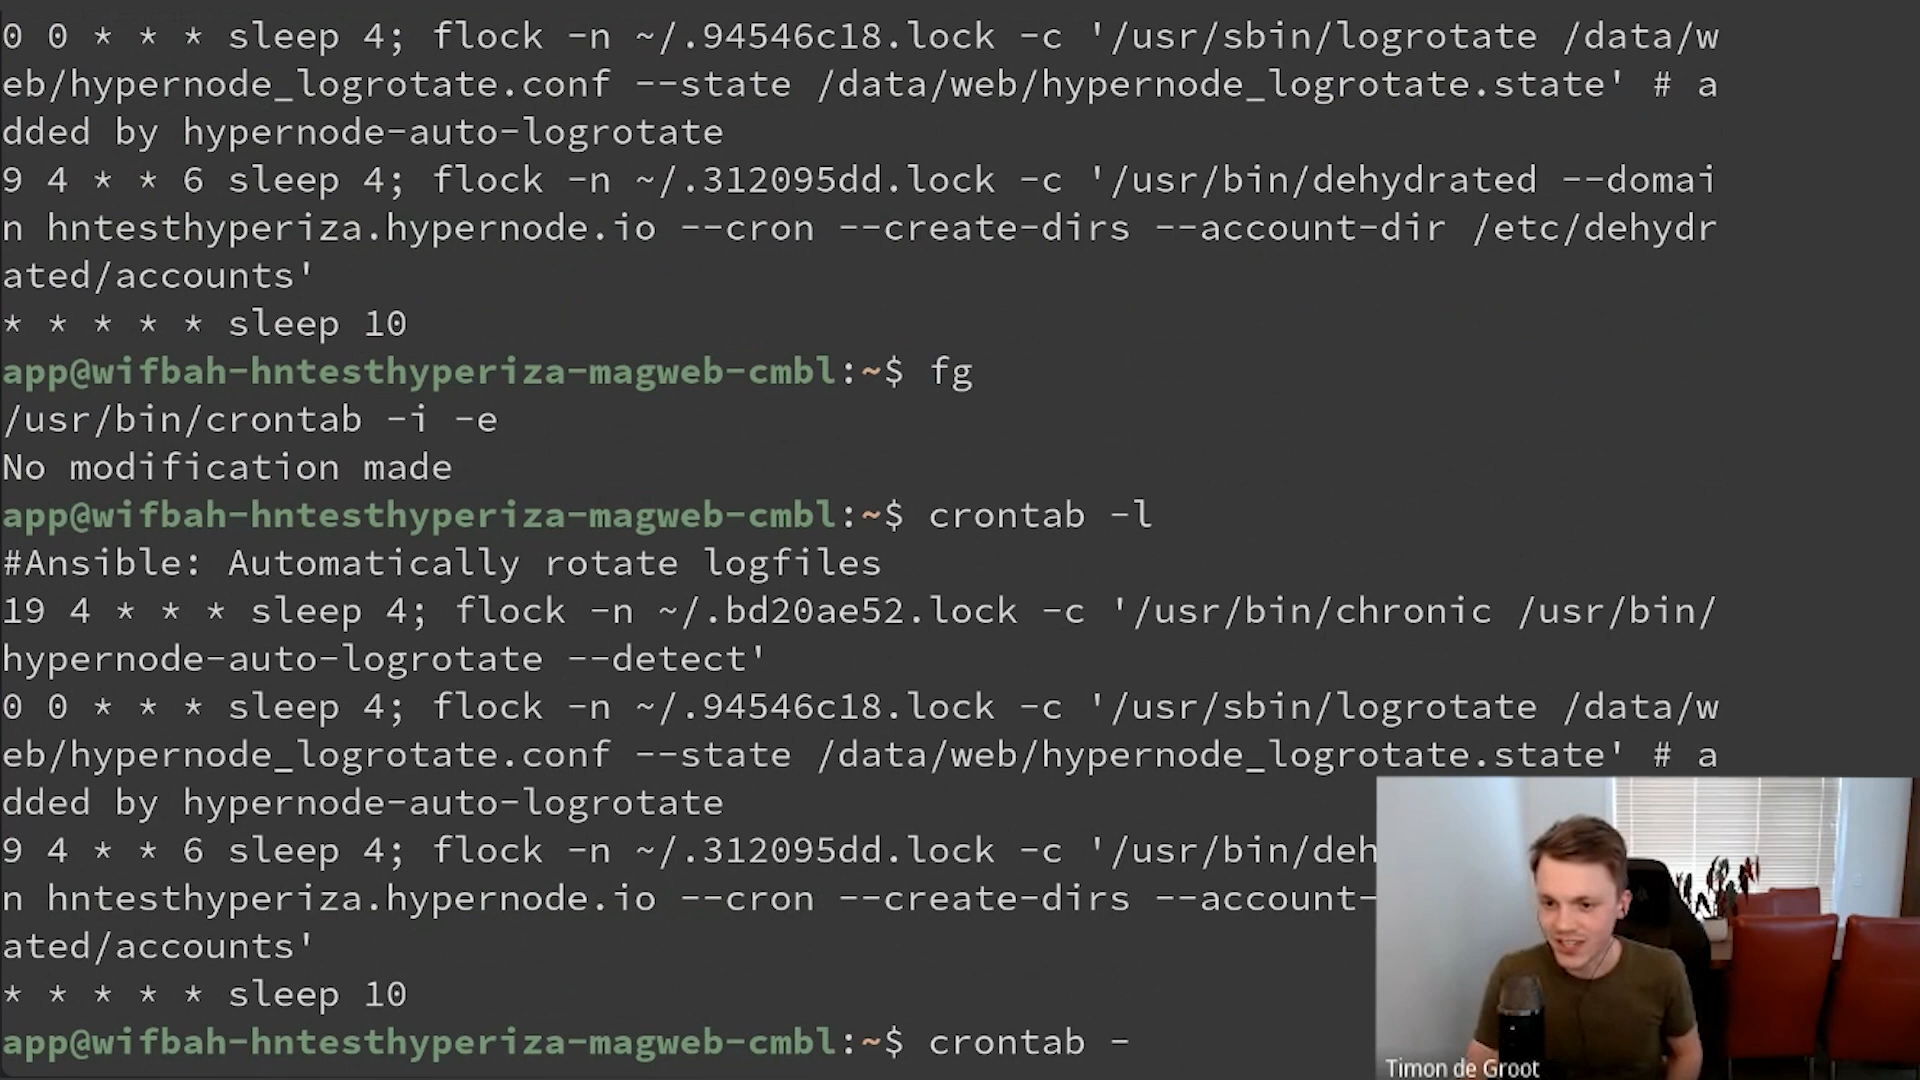 0 0 * * * sleep 4; flock -n ~/.94546c18.lock -c '/usr/sbin/logrotate /data/w
eb/hypernode_logrotate.conf --state /data/web/hypernode_logrotate.state' # a
dded by hypernode-auto-logrotate
9 4 * * 6 sleep 4; flock -n ~/.312095dd.lock -c '/usr/bin/dehydrated --domai
n hntesthyperiza.hypernode.io --cron --create-dirs --account-dir /etc/dehydr
ated/accounts'
* * * * * sleep 10
app@wifbah-hntesthyperiza-magweb-cmbl:~$ fg
/usr/bin/crontab -i -e
No modification made
app@wifbah-hntesthyperiza-magweb-cmbl:~$ crontab -l
#Ansible: Automatically rotate logfiles
19 4 * * * sleep 4; flock -n ~/.bd20ae52.lock -c '/usr/bin/chronic /usr/bin/
hypernode-auto-logrotate --detect'
0 0 * * * sleep 4; flock -n ~/.94546c18.lock -c '/usr/sbin/logrotate /data/w
eb/hypernode_logrotate.conf --state /data/web/hypernode_logrotate.state' # a
dded by hypernode-auto-logrotate
9 4 * * 6 sleep 4; flock -n ~/.312095dd.lock -c '/usr/bin/deh
n hntesthyperiza.hypernode.io --cron --create-dirs --account-
ated/accounts'
* * * * * sleep 10
app@wifbah-hntesthyperiza-magweb-cmbl:~$ crontab -
Timon de Groot